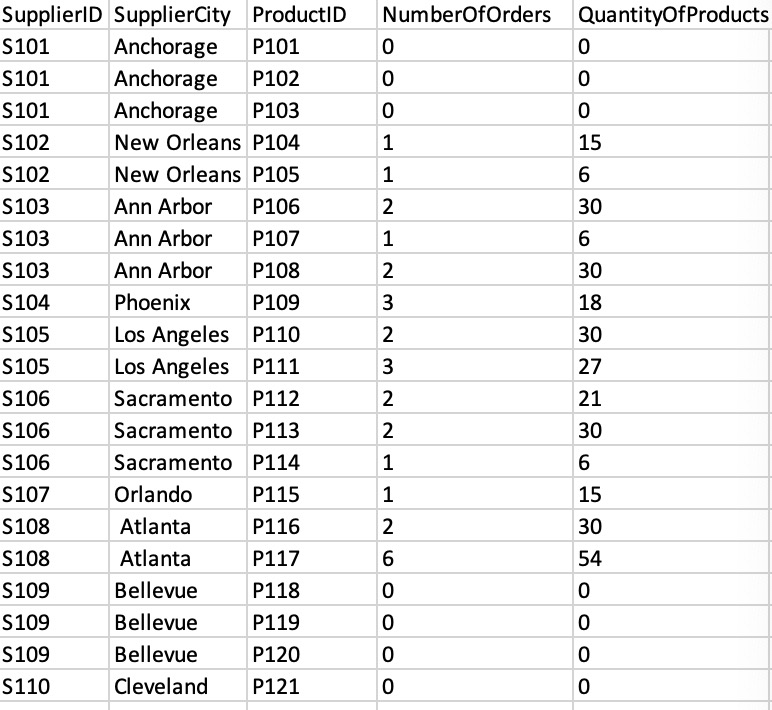 SupplierID SupplierCity ProductID NumberOfOrders QuantityOfProducts
S101 Anchorage P101 0 0
S101 Anchorage P102 0 0
S101 Anchorage P103 0 0
S102 New Orleans P104 1 15
S102 New Orleans P105 1 6
S103 Ann Arbor P106 2 30
S103 Ann Arbor P107 1 6
S103 Ann Arbor P108 2 30
S104 Phoenix P109 3 18
S105 Los Angeles P110 2 30
S105 Los Angeles P111 3 27
S106 Sacramento P112 2 21
S106 Sacramento P113 2 30
S106 Sacramento P114 1 6
S107 Orlando P115 1 15
S108 Atlanta P116 2 30
S108 Atlanta P117 6 54
S109 Bellevue P118 0 0
S109 Bellevue P119 0 0
S109 Bellevue P120 0 0
S110 Cleveland P121 0 0